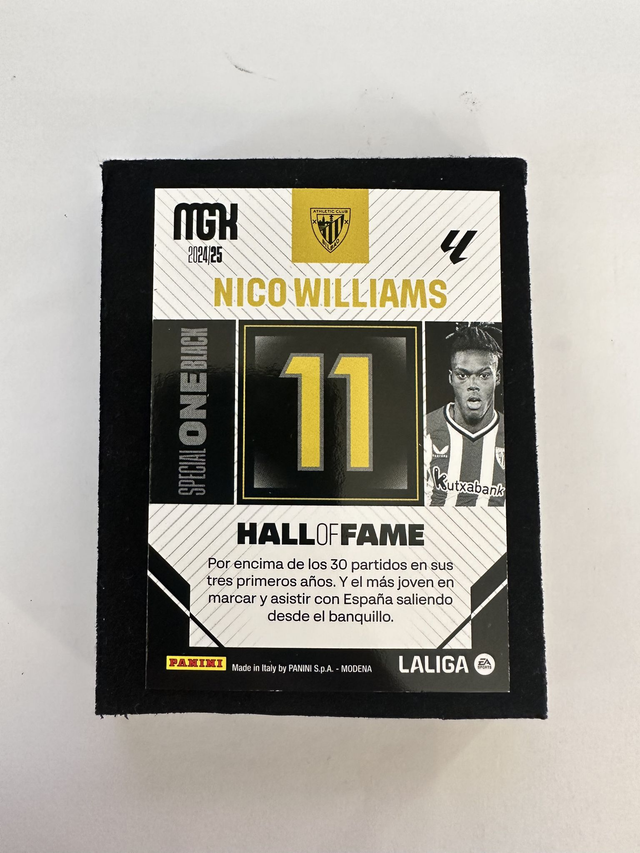 MGK
2024/25
ATHLETIC CLUB
BILBAO
NICO WILLIAMS
SPECIAL ONE BLACK
11
Kutxabank
HALL OF FAME
Por encima de los 30 partidos en sus
tres primeros años. Y el más joven en
marcar y asistir con España saliendo
desde el banquillo.
PANINI
Made in Italy by PANINI S.p.A. - MODENA
LALIGA
EA
SPORTS